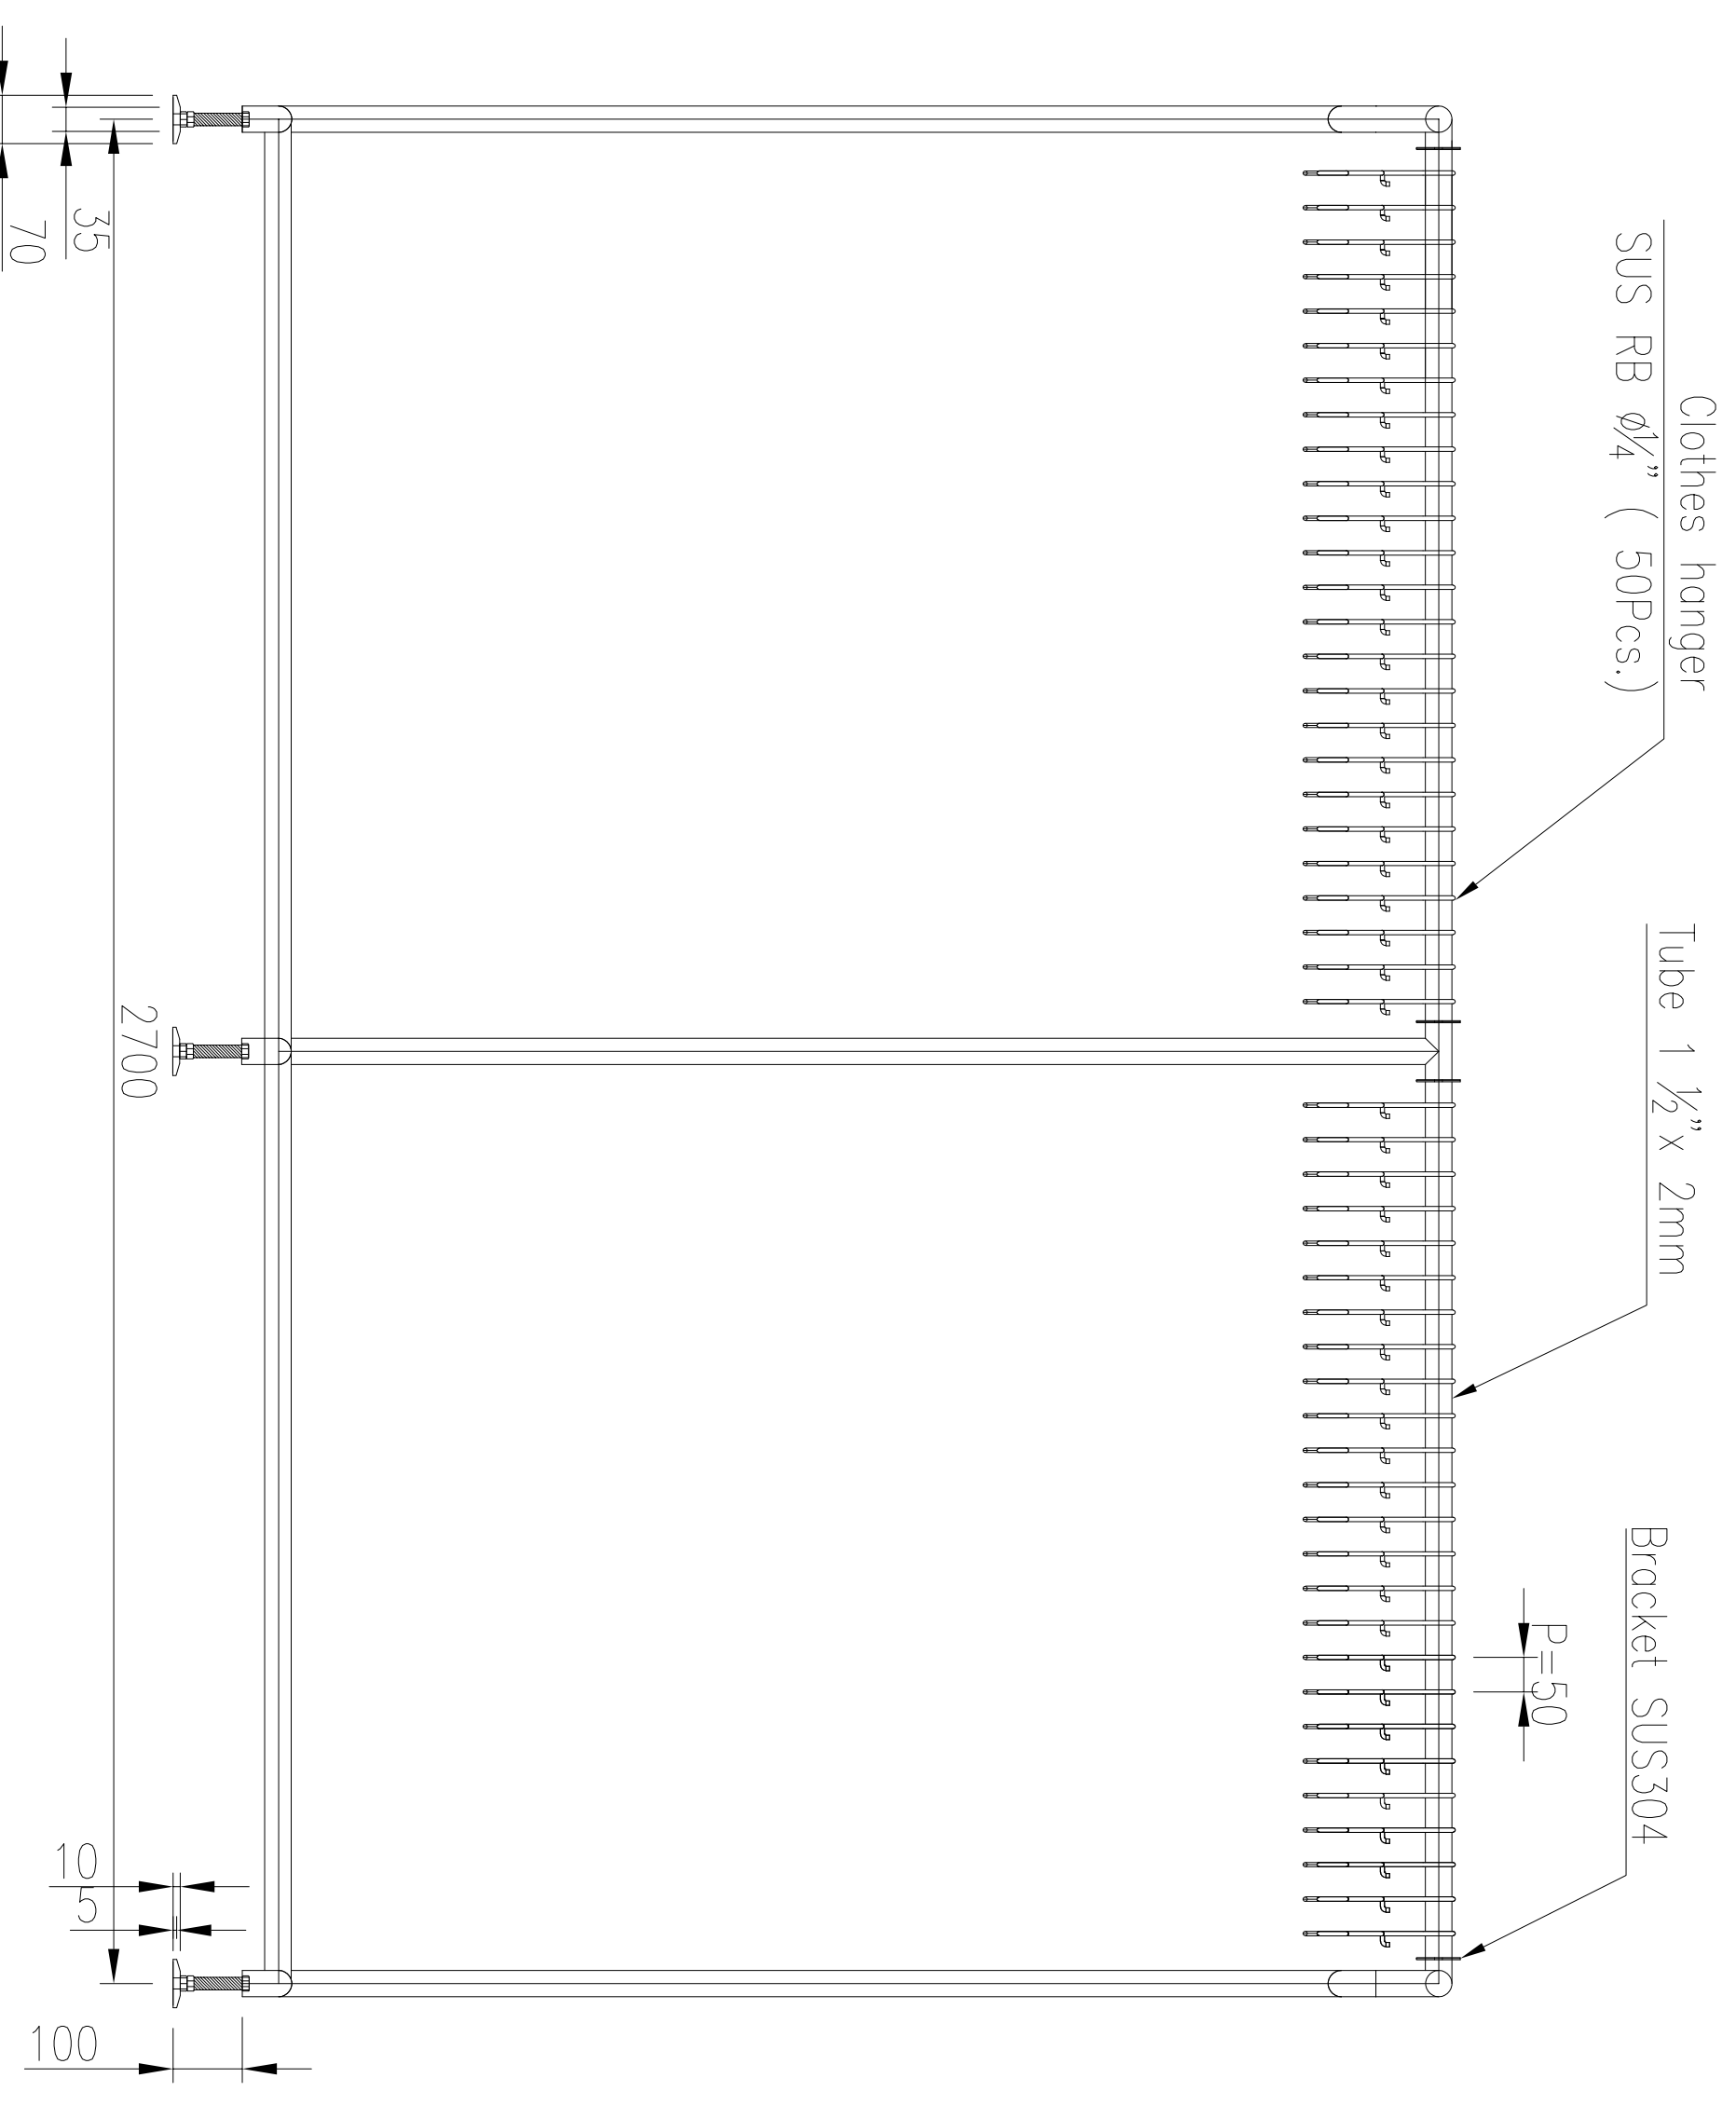 Clothes hanger
SUS RB ø1/4" ( 50Pcs.)
Tube 1 1/2" x 2mm
Bracket SUS304
P=50
35
70
2700
10
5
100